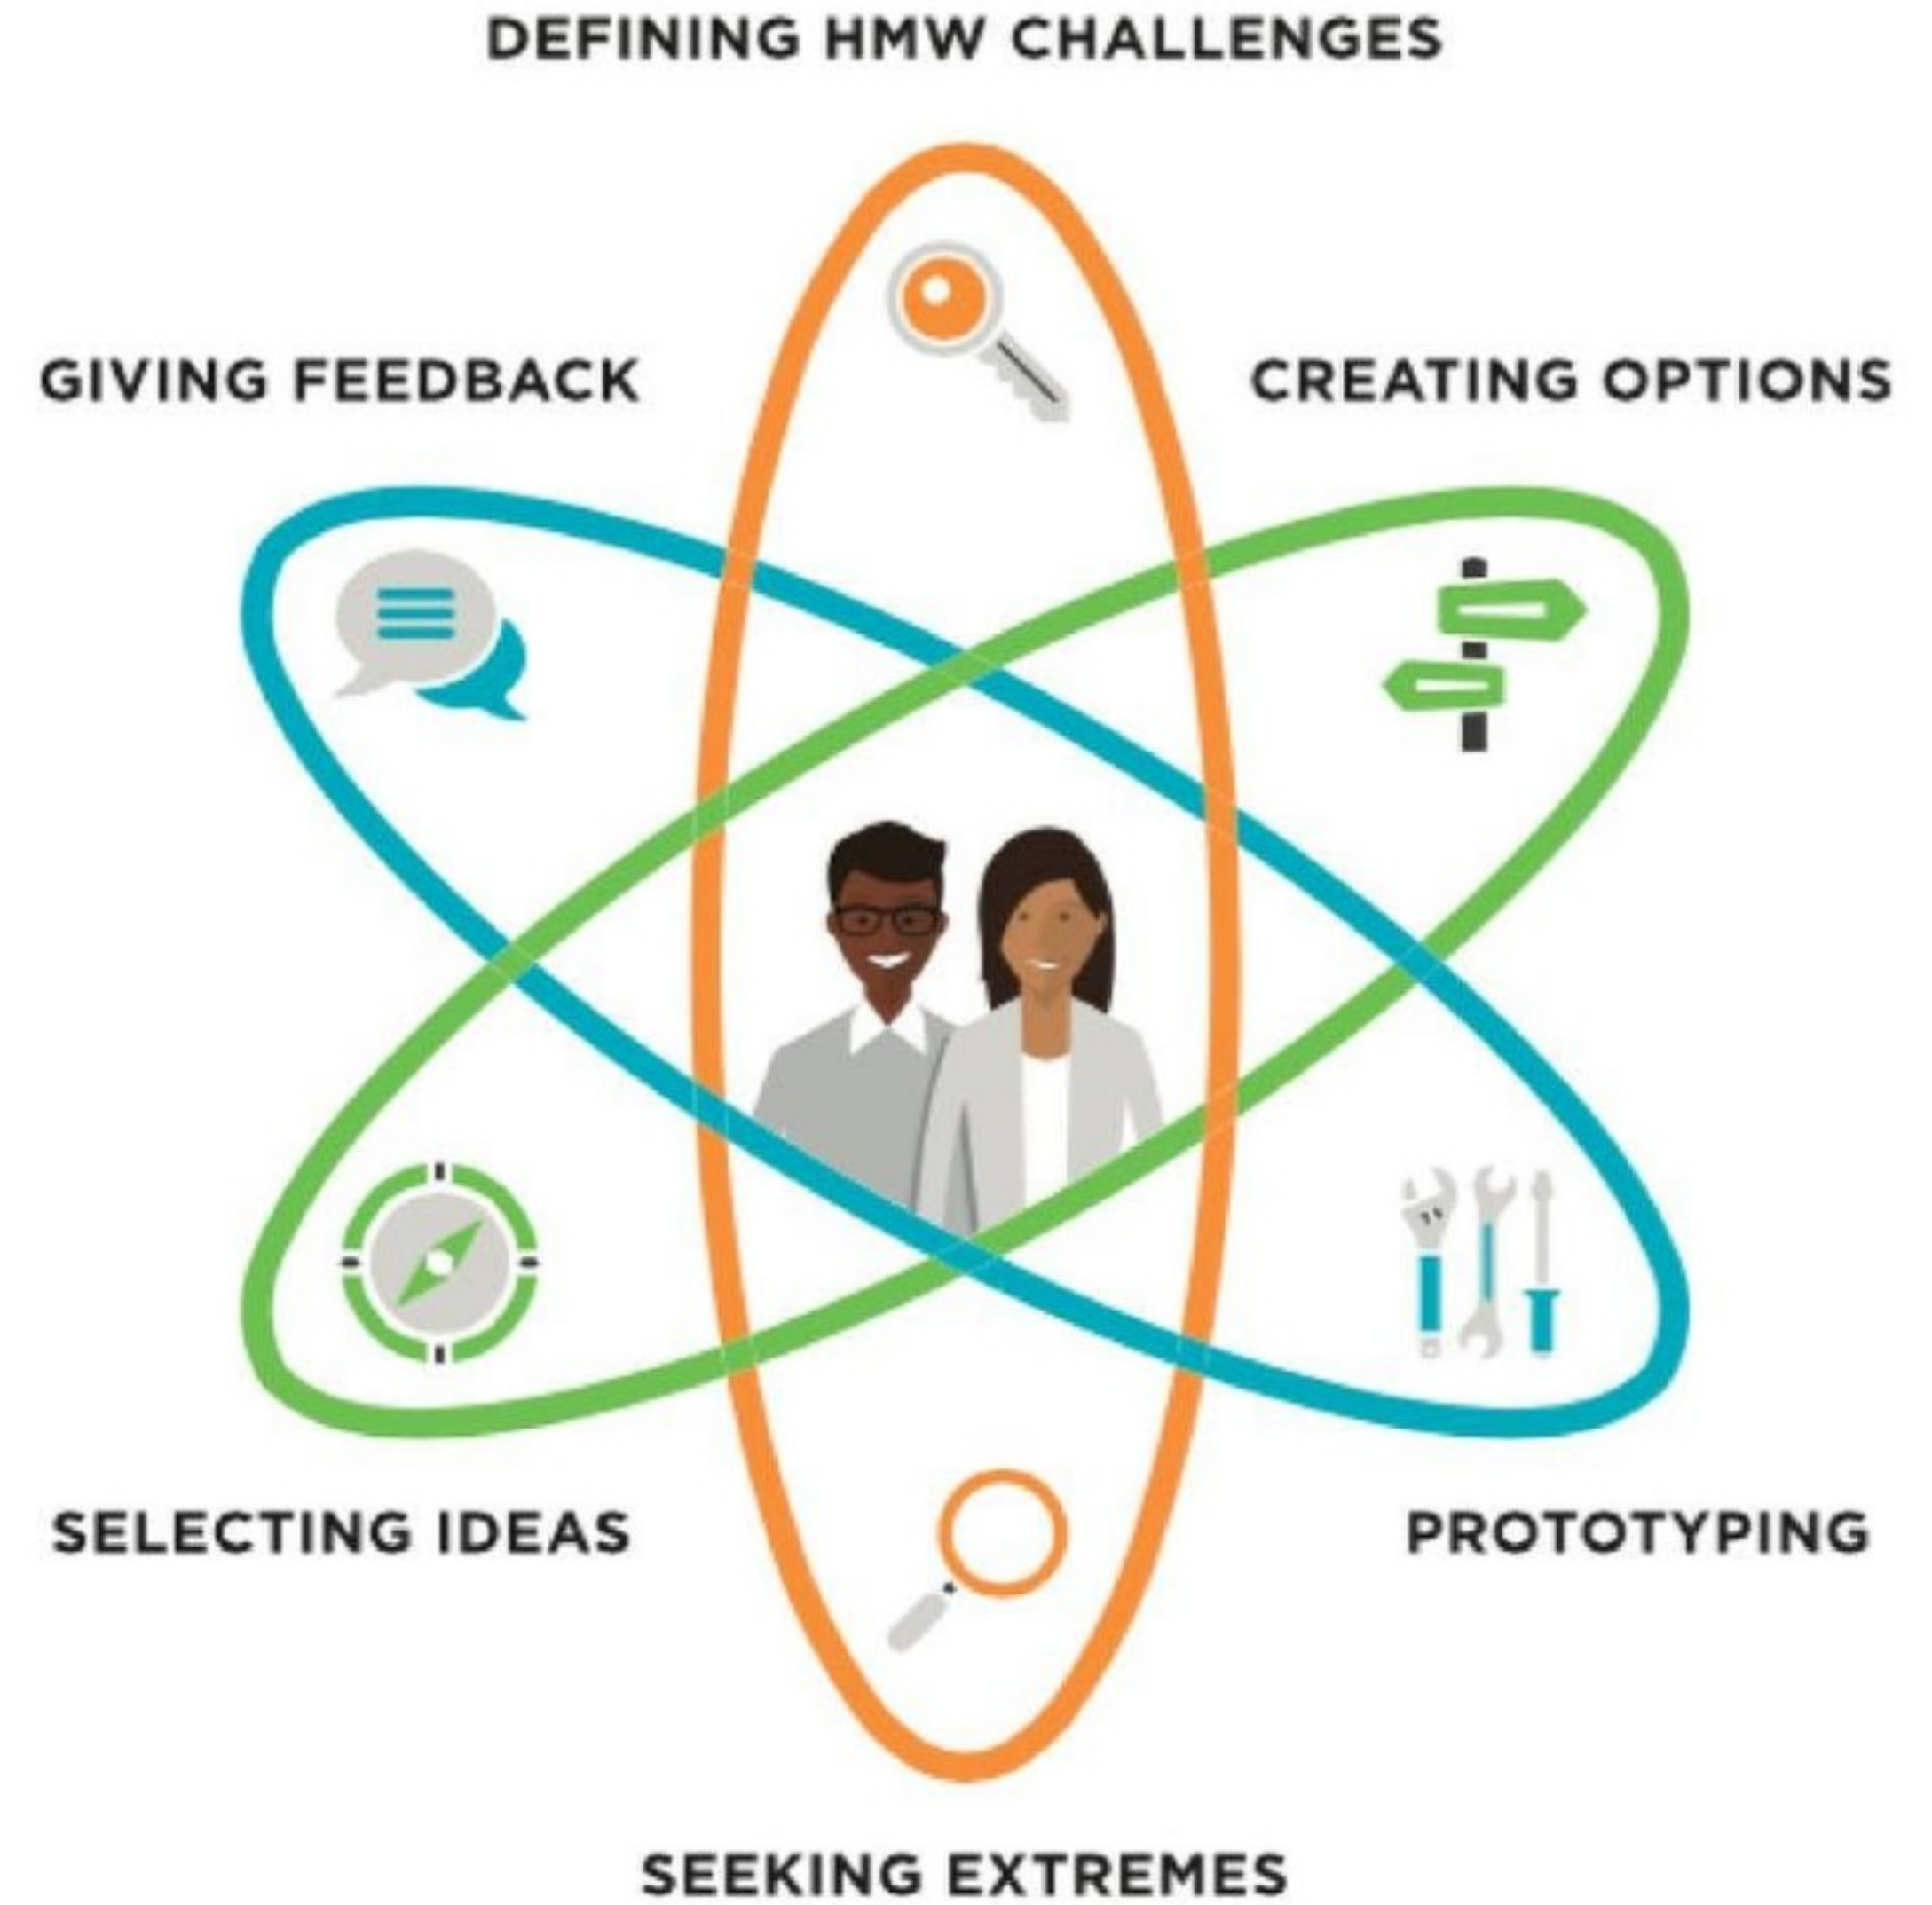 DEFINING HMW CHALLENGES
GIVING FEEDBACK
CREATING OPTIONS
SELECTING IDEAS
PROTOTYPING
SEEKING EXTREMES